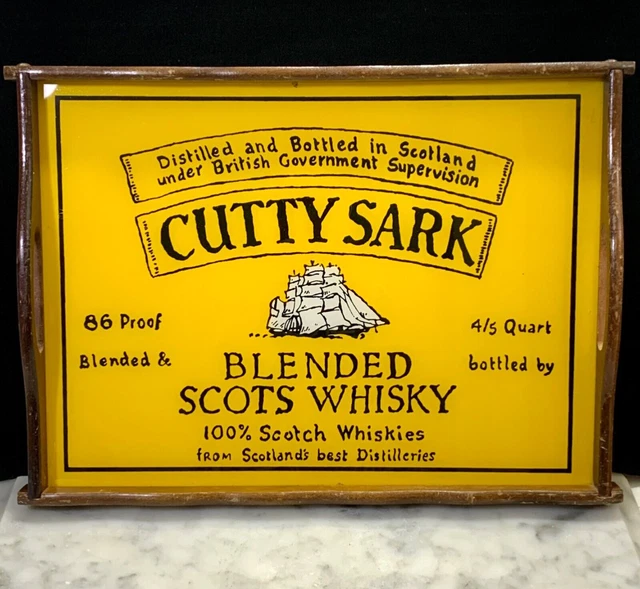 Distilled and Bottled in Scotland
under British Government Supervision
CUTTY SARK
86 Proof
4/5 Quart
Blended &
bottled by
BLENDED
SCOTS WHISKY
100% Scotch Whiskies
FROM Scotland's best Distilleries